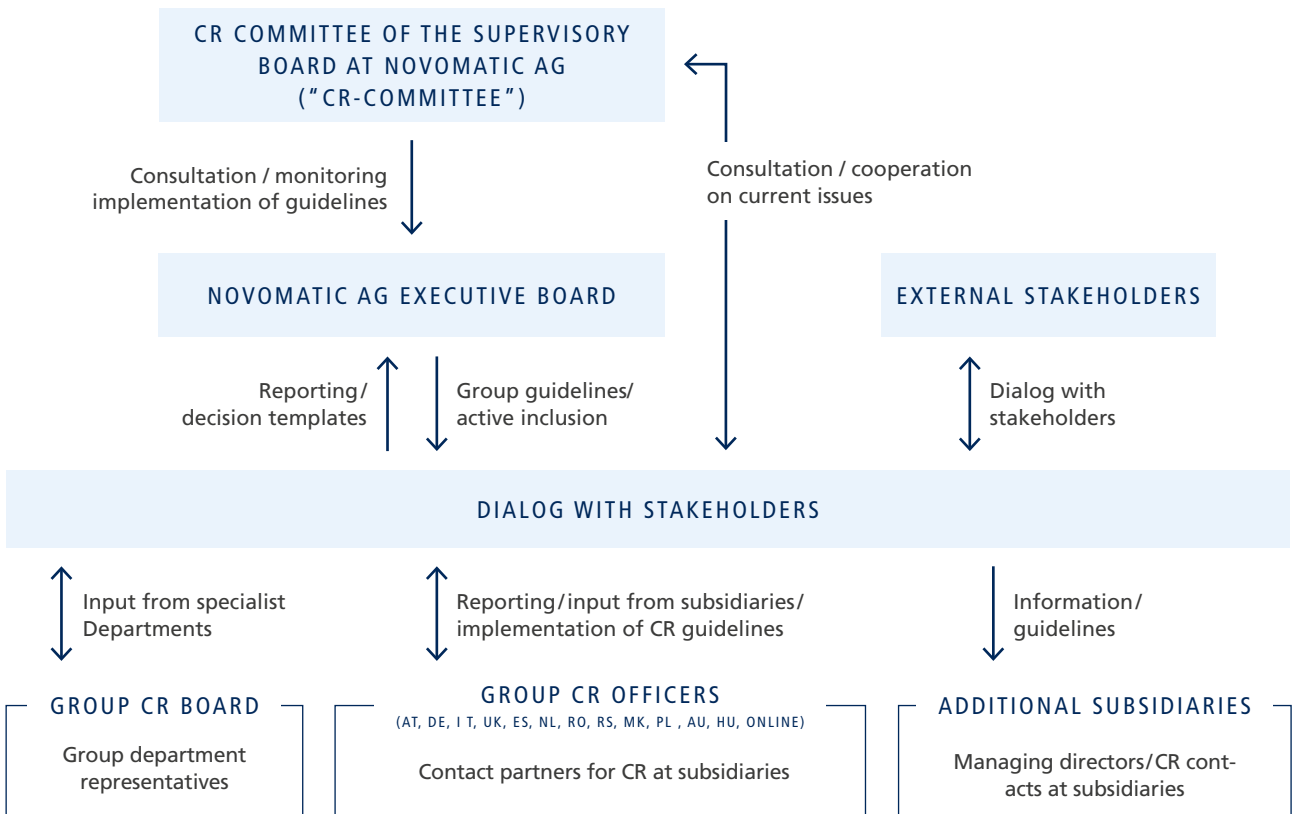 CR COMMITTEE OF THE SUPERVISORY
BOARD AT NOVOMATIC AG
("CR-COMMITTEE")
Consultation / monitoring
implementation of guidelines
Consultation / cooperation
on current issues
NOVOMATIC AG EXECUTIVE BOARD
EXTERNAL STAKEHOLDERS
Reporting/
decision templates
Group guidelines/
active inclusion
Dialog with
stakeholders
DIALOG WITH STAKEHOLDERS
Input from specialist
Departments
Reporting/input from subsidiaries/
implementation of CR guidelines
Information/
guidelines
GROUP CR BOARD
Group department
representatives
GROUP CR OFFICERS
(AT, DE, I T, UK, ES, NL, RO, RS, MK, PL , AU, HU, ONLINE)
Contact partners for CR at subsidiaries
ADDITIONAL SUBSIDIARIES
Managing directors/CR cont-
acts at subsidiaries